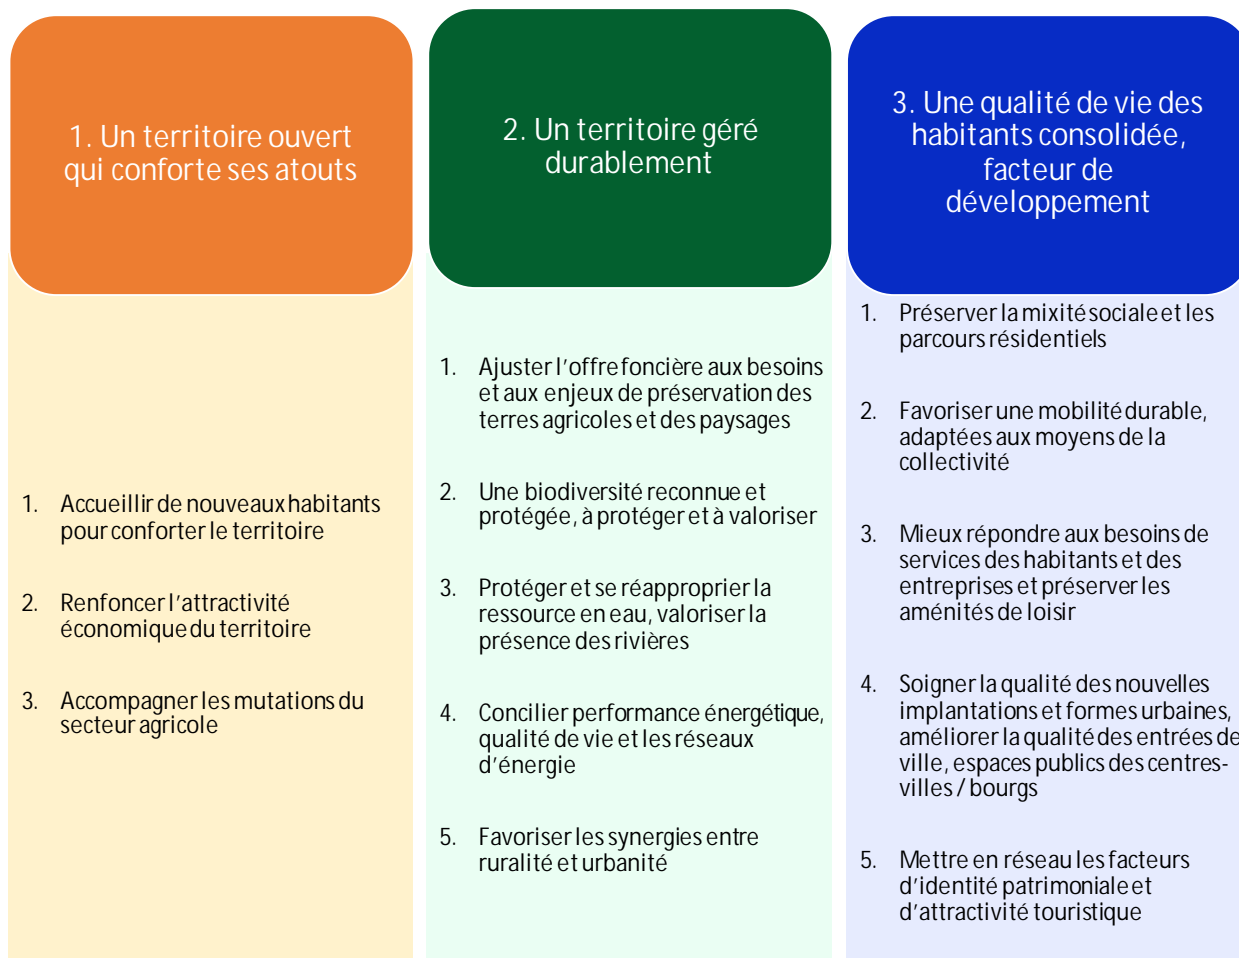 1. Un territoire ouvert
qui conforte ses atouts
1. Accueillir de nouveaux habitants
pour conforter le territoire
2. Renfoncer l'attractivité
économique du territoire
3. Accompagner les mutations du
secteur agricole
2. Un territoire géré
durablement
1. Ajuster l'offre foncière aux besoins
et aux enjeux de préservation des
terres agricoles et des paysages
2. Une biodiversité reconnue et
protégée, à protéger et à valoriser
3. Protéger et se réapproprier la
ressource en eau, valoriser la
présence des rivières
4. Concilier performance énergétique,
qualité de vie et les réseaux
d'énergie
5. Favoriser les synergies entre
ruralité et urbanité
3. Une qualité de vie des
habitants consolidée,
facteur de
développement
1. Préserver la mixité sociale et les
parcours résidentiels
2. Favoriser une mobilité durable,
adaptées aux moyens de la
collectivité
3. Mieux répondre aux besoins de
services des habitants et des
entreprises et préserver les
aménités de loisir
4. Soigner la qualité des nouvelles
implantations et formes urbaines,
améliorer la qualité des entrées de
ville, espaces publics des centres-
villes / bourgs
5. Mettre en réseau les facteurs
d'identité patrimoniale et
d'attractivité touristique